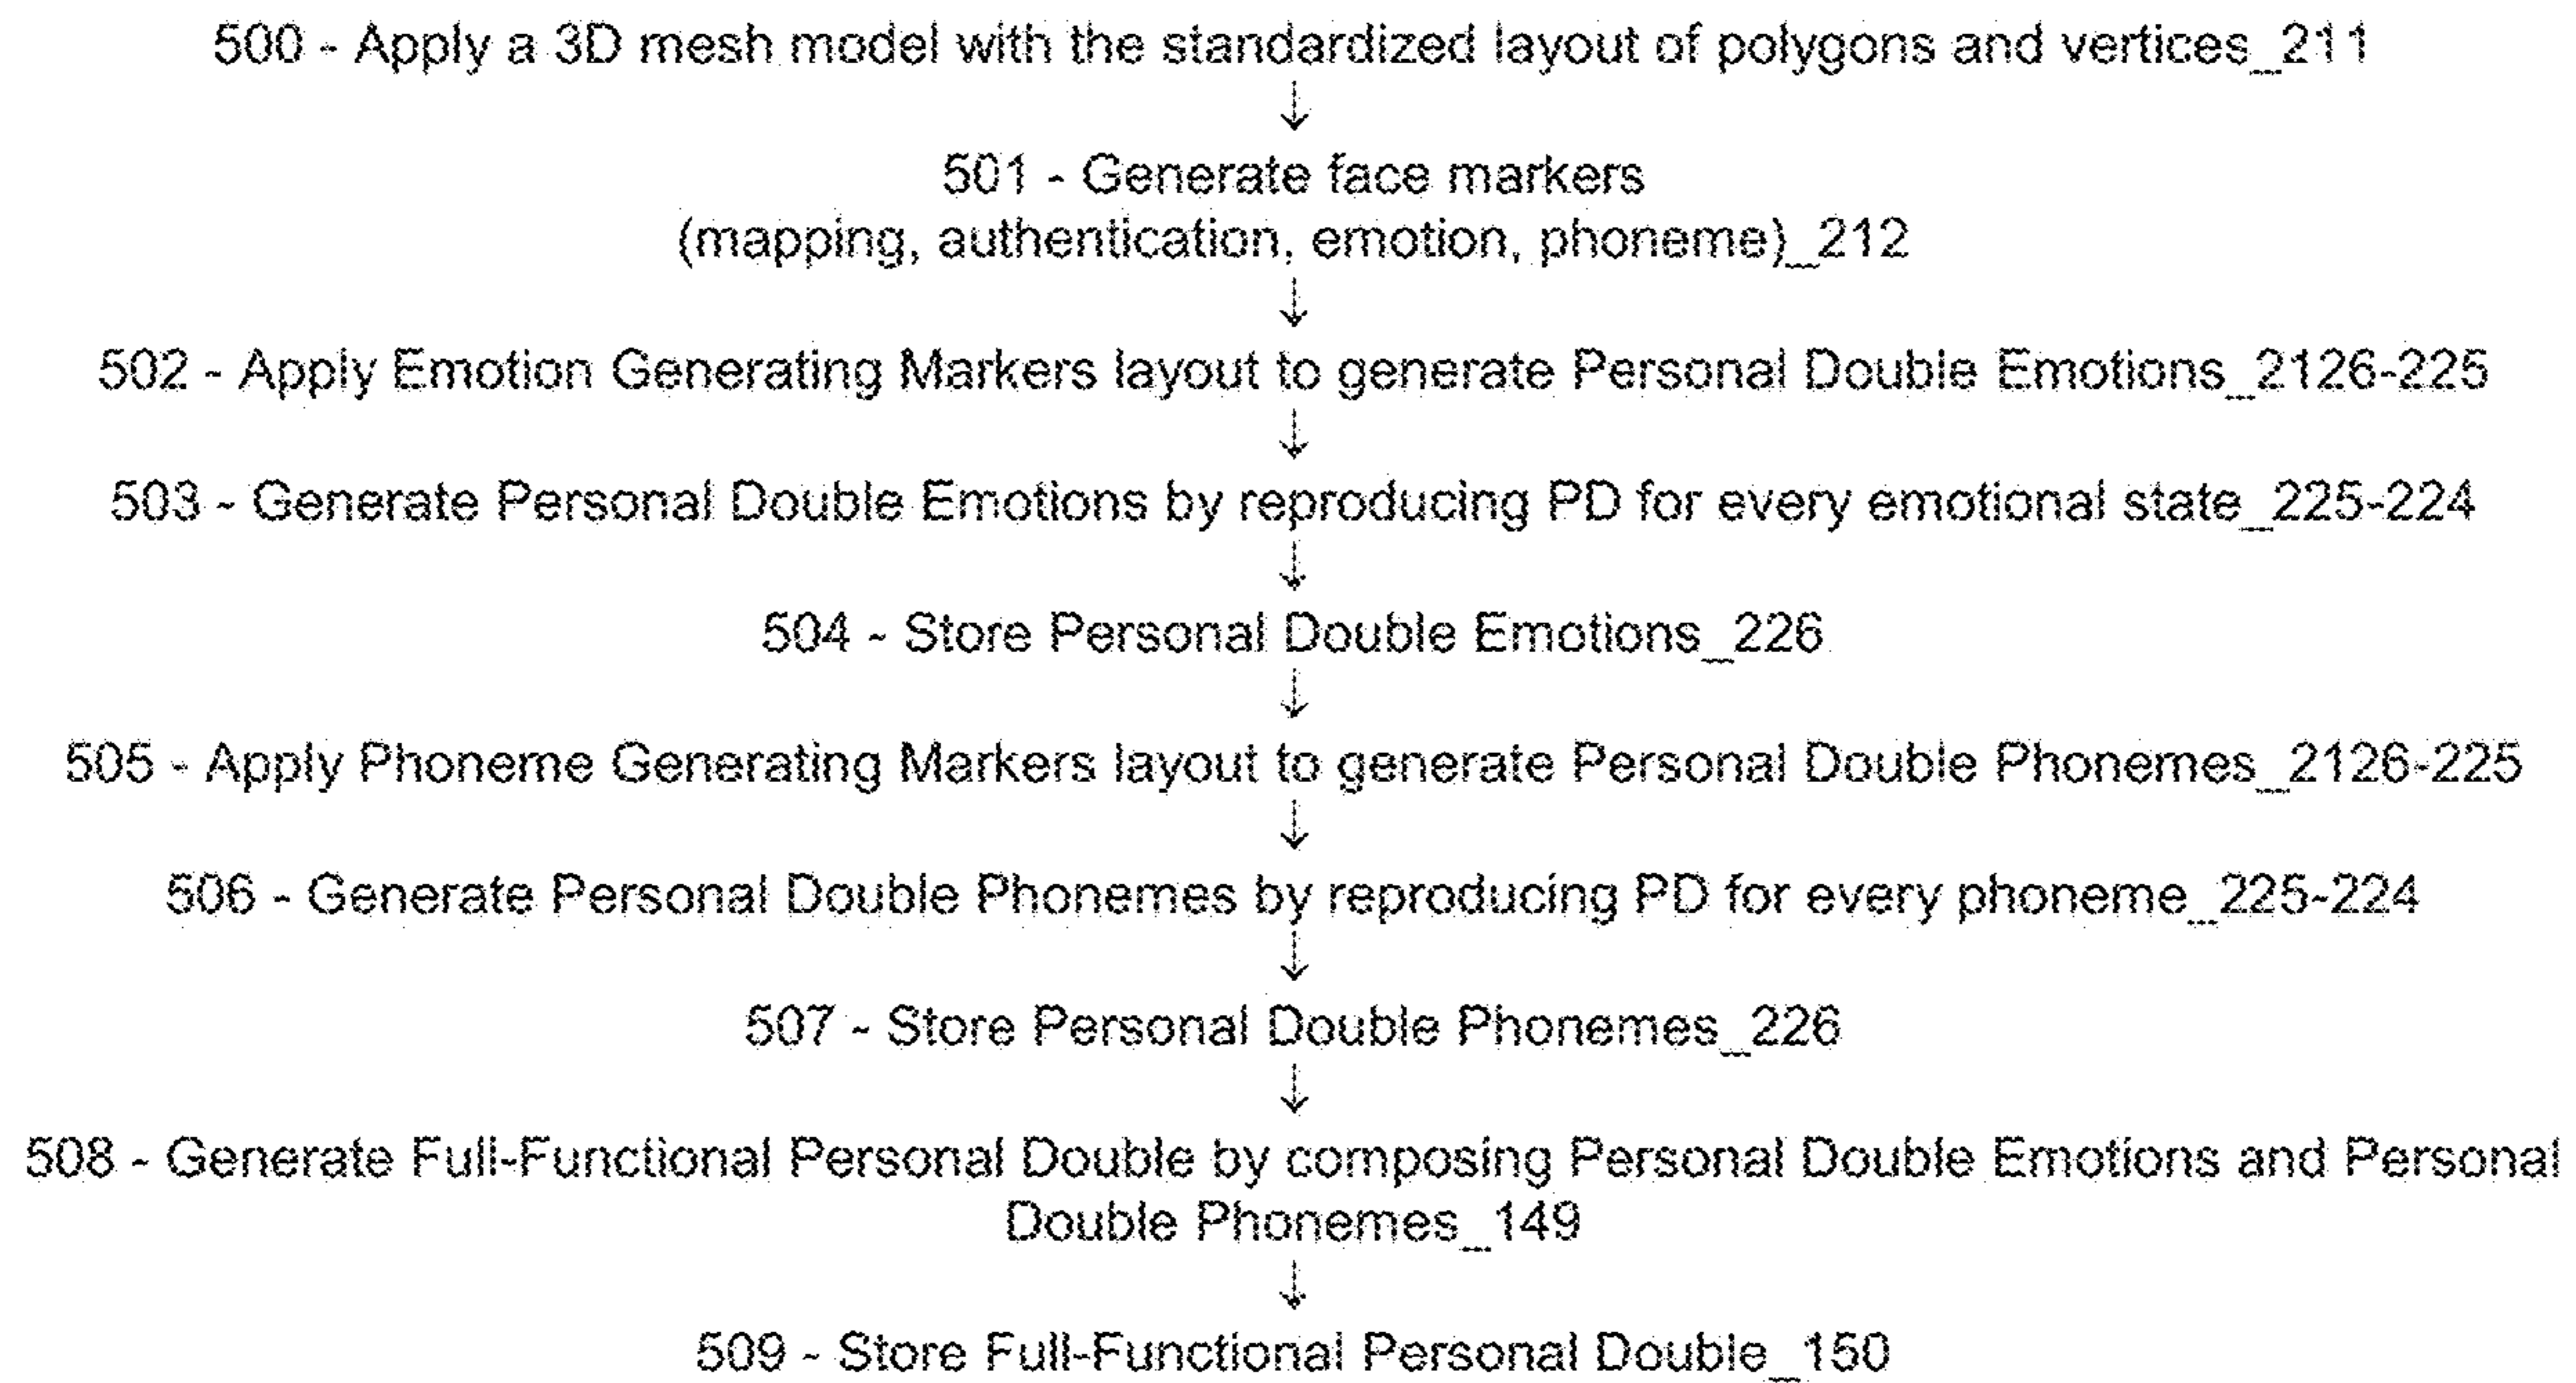 500 - Apply a 3D mesh model with the standardized layout of polygons and vertices_211
↓
501 - Generate face markers
(mapping, authentication, emotion, phoneme)_212
↓
502 - Apply Emotion Generating Markers layout to generate Personal Double Emotions_2126-225
↓
503 - Generate Personal Double Emotions by reproducing PD for every emotional state_225-224
↓
504 - Store Personal Double Emotions_226
↓
505 - Apply Phoneme Generating Markers layout to generate Personal Double Phonemes_2126-225
↓
506 - Generate Personal Double Phonemes by reproducing PD for every phoneme_225-224
↓
507 - Store Personal Double Phonemes_226
↓
508 - Generate Full-Functional Personal Double by composing Personal Double Emotions and Personal
Double Phonemes_149
↓
509 - Store Full-Functional Personal Double_150